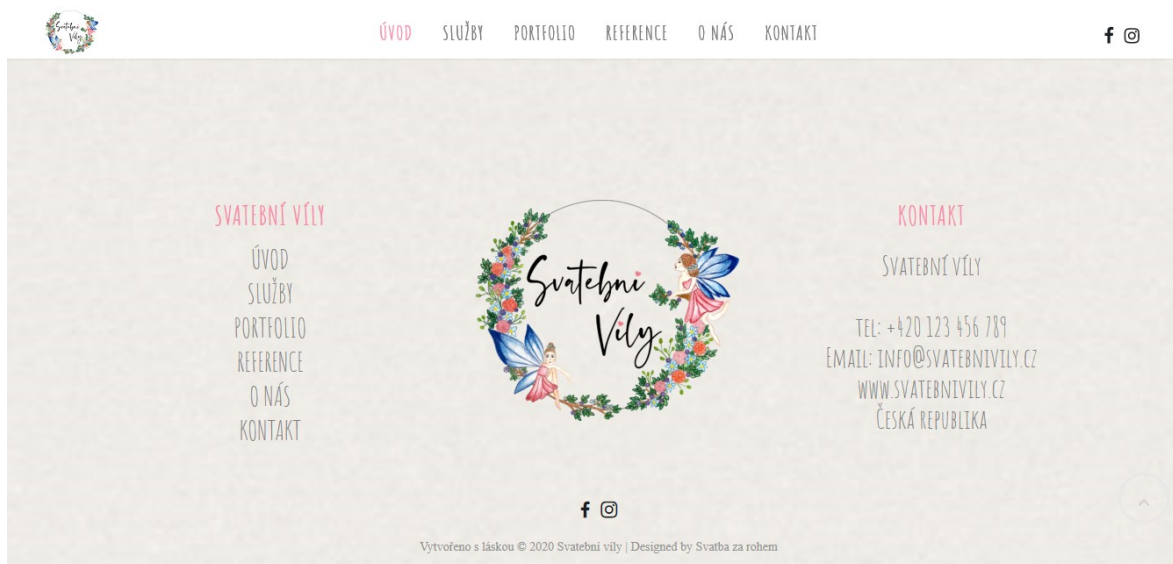 Svatební Víly
ÚVOD SLUŽBY PORTFOLIO REFERENCE O NÁS KONTAKT
SVATEBNÍ VÍLY
ÚVOD
SLUŽBY
PORTFOLIO
REFERENCE
O NÁS
KONTAKT
Svatební
Víly
KONTAKT
Svatební víly
tel: +420 123 456 789
Email: info@svatebnivily.cz
www.svatebnivily.cz
Česká republika
Vytvořeno s láskou © 2020 Svatební víly | Designed by Svatba za rohem